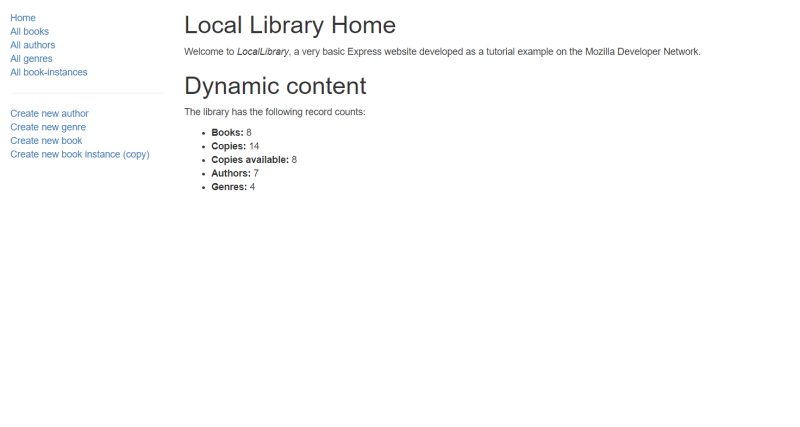 Home
All books
All authors
All genres
All book-instances
Create new author
Create new genre
Create new book
Create new book instance (copy)
Local Library Home
Welcome to LocalLibrary, a very basic Express website developed as a tutorial example on the Mozilla Developer Network.
Dynamic content
The library has the following record counts:
Books: 8
Copies: 14
Copies available: 8
Authors: 7
Genres: 4